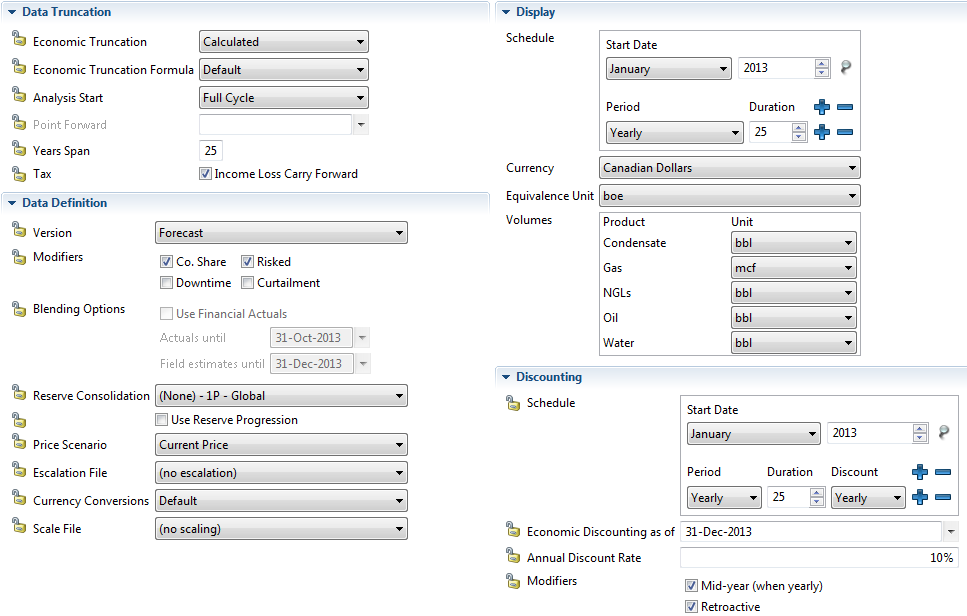 Data Truncation
Economic Truncation Calculated
Economic Truncation Formula Default
Analysis Start Full Cycle
Point Forward
Years Span 25
Tax Income Loss Carry Forward
Data Definition
Version Forecast
Modifiers Co. Share Risked
Downtime Curtailment
Blending Options Use Financial Actuals
Actuals until 31-Oct-2013
Field estimates until 31-Dec-2013
Reserve Consolidation (None) - 1P - Global
Use Reserve Progression
Price Scenario Current Price
Escalation File (no escalation)
Currency Conversions Default
Scale File (no scaling)
Display
Schedule
Start Date
January 2013
Period Duration
Yearly 25
Currency Canadian Dollars
Equivalence Unit boe
Volumes Product Unit
Condensate bbl
Gas mcf
NGLs bbl
Oil bbl
Water bbl
Discounting
Schedule
Start Date
January 2013
Period Duration Discount
Yearly 25 Yearly
Economic Discounting as of 31-Dec-2013
Annual Discount Rate 10%
Modifiers Mid-year (when yearly)
Retroactive